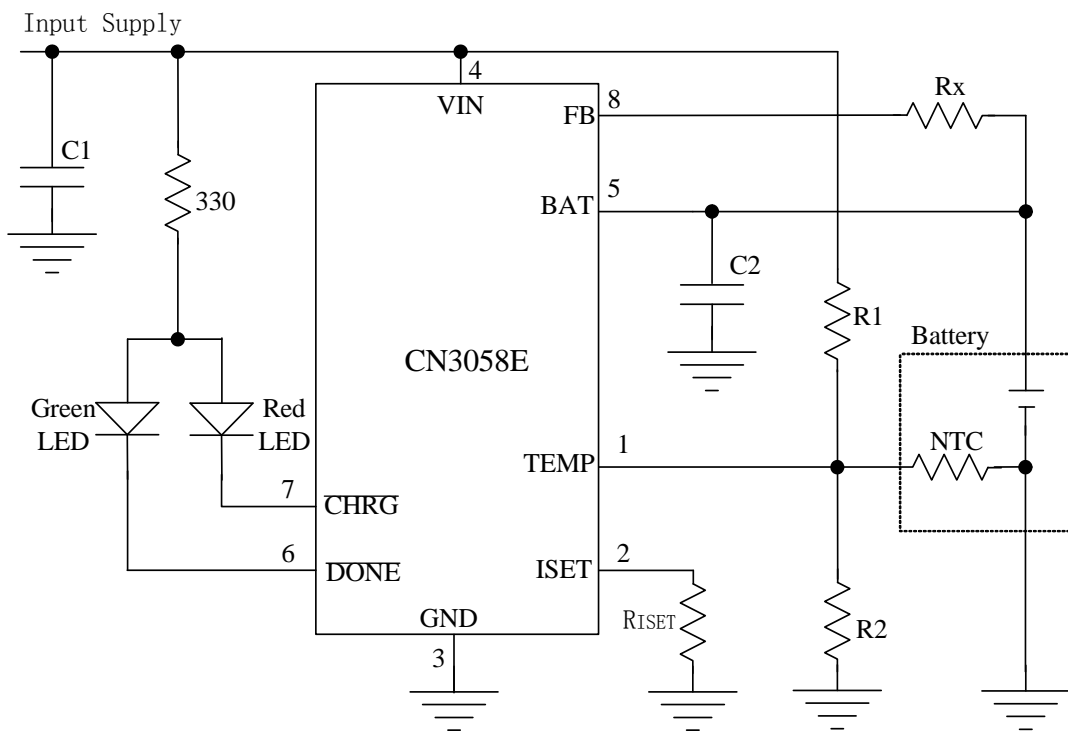 Input Supply
4
VIN
8
Rx
FB
C1
330
5
BAT
C2
R1
CN3058E
Battery
Green
LED
Red
LED
1
NTC
TEMP
7
CHRG
6
DONE
2
ISET
RISET
GND
R2
3